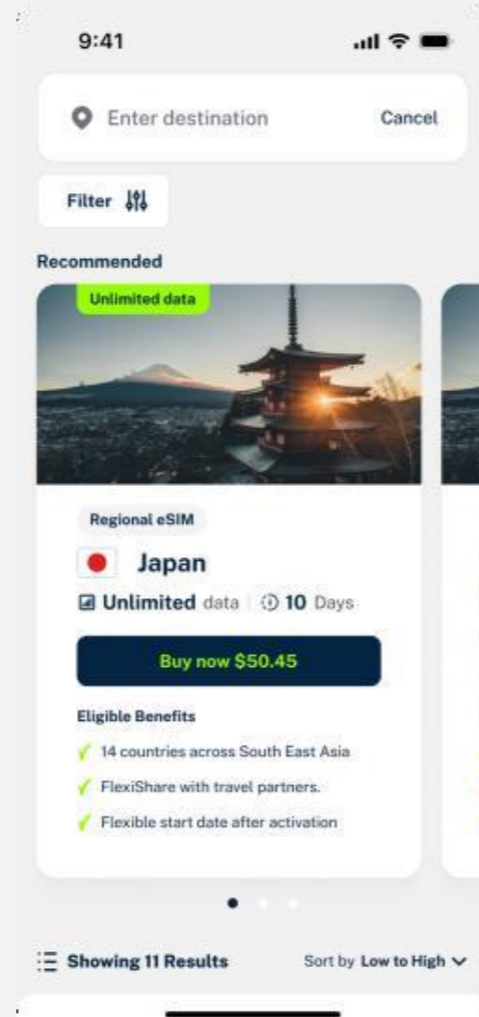 9:41
Enter destination Cancel
Filter
Recommended
Unlimited data
Regional eSIM
Japan
Unlimited data 10 Days
Buy now $50.45
Eligible Benefits
14 countries across South East Asia
FlexiShare with travel partners.
Flexible start date after activation
Showing 11 Results Sort by Low to High